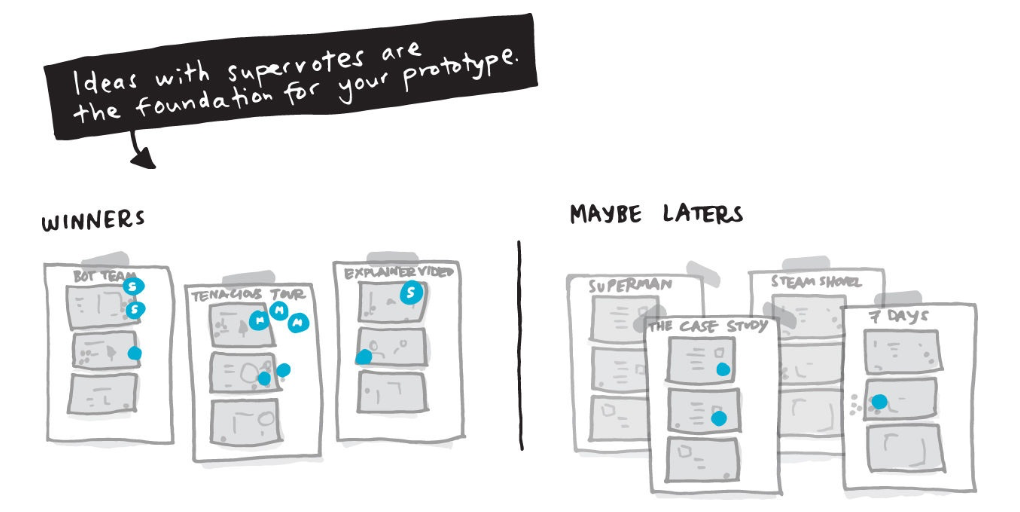 Ideas with supervotes are
the foundation for your prototype.
WINNERS
MAYBE LATERS
BOT TEAM
S
S
TENACIOUS TOUR
M
M
M
EXPLAINER VIDEO
S
SUPERMAN
THE CASE STUDY
STEAM SHOVEL
7 DAYS